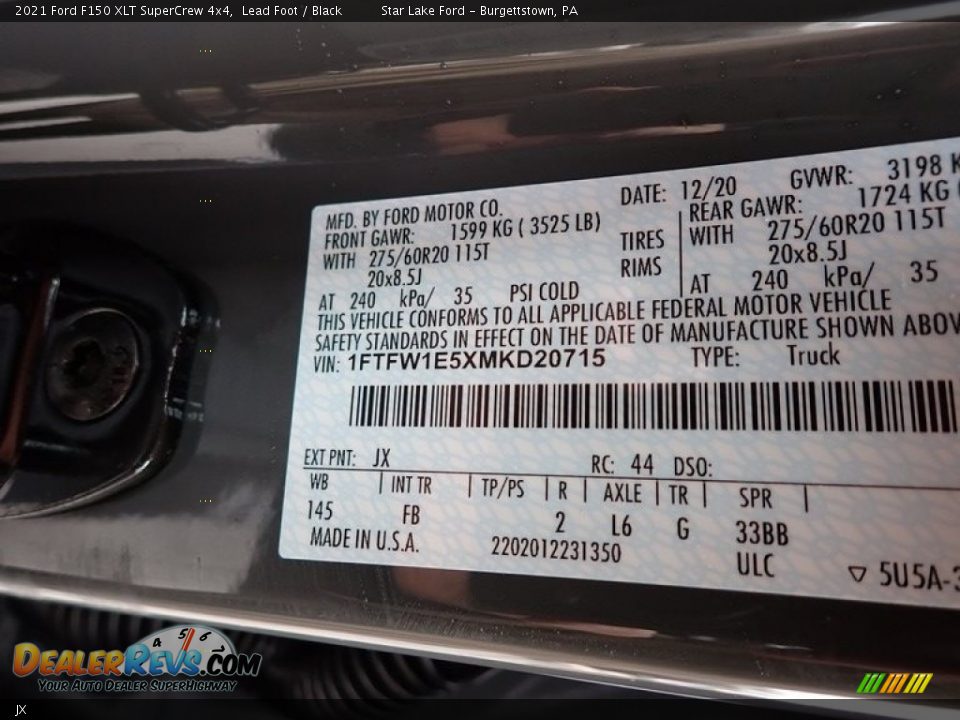 2021 Ford F150 XLT SuperCrew 4x4, Lead Foot / Black Star Lake Ford - Burgettstown, PA
MFD. BY FORD MOTOR CO. DATE: 12/20 GVWR: 3198 K
FRONT GAWR: 1599 KG ( 3525 LB) REAR GAWR: 1724 KG (
WITH 275/60R20 115T TIRES WITH 275/60R20 115T
20x8.5J RIMS 20x8.5J
AT 240 kPa/ 35 PSI COLD AT 240 kPa/ 35
THIS VEHICLE CONFORMS TO ALL APPLICABLE FEDERAL MOTOR VEHICLE
SAFETY STANDARDS IN EFFECT ON THE DATE OF MANUFACTURE SHOWN ABOV
VIN: 1FTFW1E5XMKD20715 TYPE: Truck
EXT PNT: JX RC: 44 DSO:
WB INT TR TP/PS R AXLE TR SPR
145 FB 2 L6 G 33BB
MADE IN U.S.A. 2202012231350 ULC ▽ 5U5A-3
4 5 6
DealerRevs.com
Your Auto Dealer SuperHighway
JX